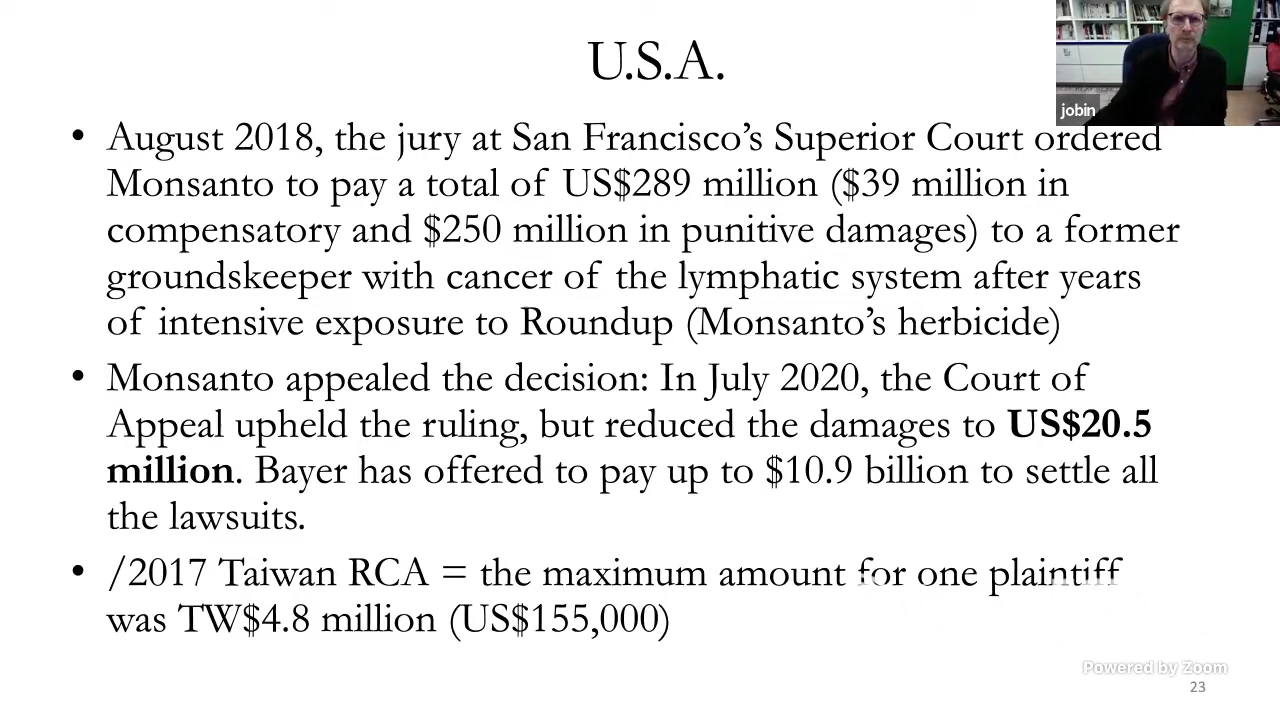 U.S.A.
jobin
• August 2018, the jury at San Francisco’s Superior Court ordered
Monsanto to pay a total of US$289 million ($39 million in
compensatory and $250 million in punitive damages) to a former
groundskeeper with cancer of the lymphatic system after years
of intensive exposure to Roundup (Monsanto’s herbicide)
• Monsanto appealed the decision: In July 2020, the Court of
Appeal upheld the ruling, but reduced the damages to US$20.5
million. Bayer has offered to pay up to $10.9 billion to settle all
the lawsuits.
• /2017 Taiwan RCA = the maximum amount for one plaintiff
was TW$4.8 million (US$155,000)
Powered by Zoom
23